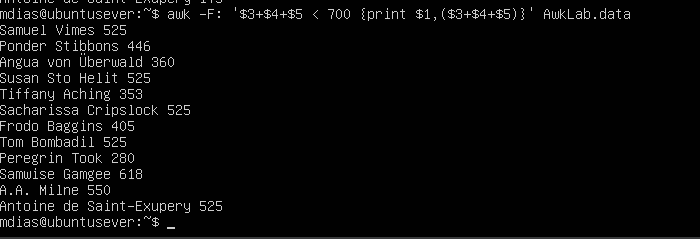 mdias@ubuntusever:~$ awk -F: '$3+$4+$5 < 700 {print $1,($3+$4+$5)}' AwkLab.data
Samuel Vimes 525
Ponder Stibbons 446
Angua von Überwald 360
Susan Sto Helit 525
Tiffany Aching 353
Sacharissa Cripslock 525
Frodo Baggins 405
Tom Bombadil 525
Peregrin Took 280
Samwise Gamgee 618
A.A. Milne 550
Antoine de Saint-Exupery 525
mdias@ubuntusever:~$ _